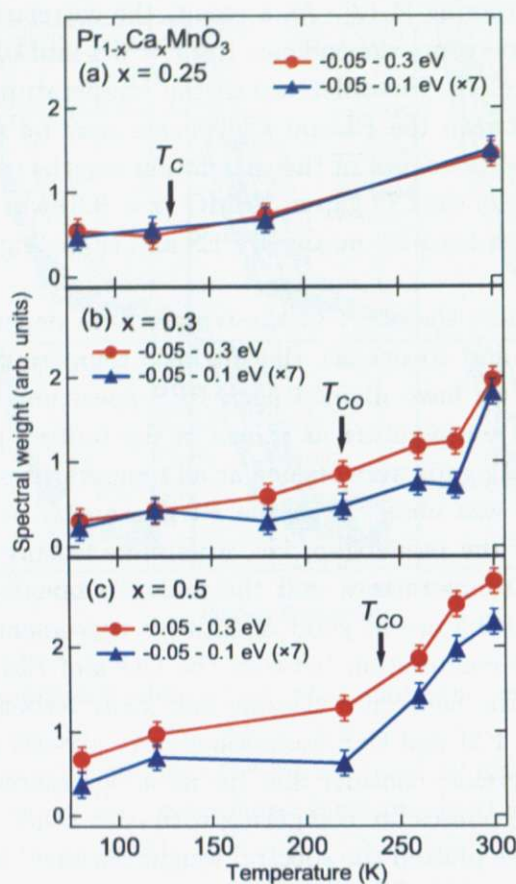 Pr1-xCaxMnO3
(a) x = 0.25
-0.05 - 0.3 eV
-0.05 - 0.1 eV (×7)
TC
2
1
0
(b) x = 0.3
-0.05 - 0.3 eV
-0.05 - 0.1 eV (×7)
TCO
2
1
0
(c) x = 0.5
-0.05 - 0.3 eV
-0.05 - 0.1 eV (×7)
TCO
2
1
0
Spectral weight (arb. units)
100 150 200 250 300
Temperature (K)